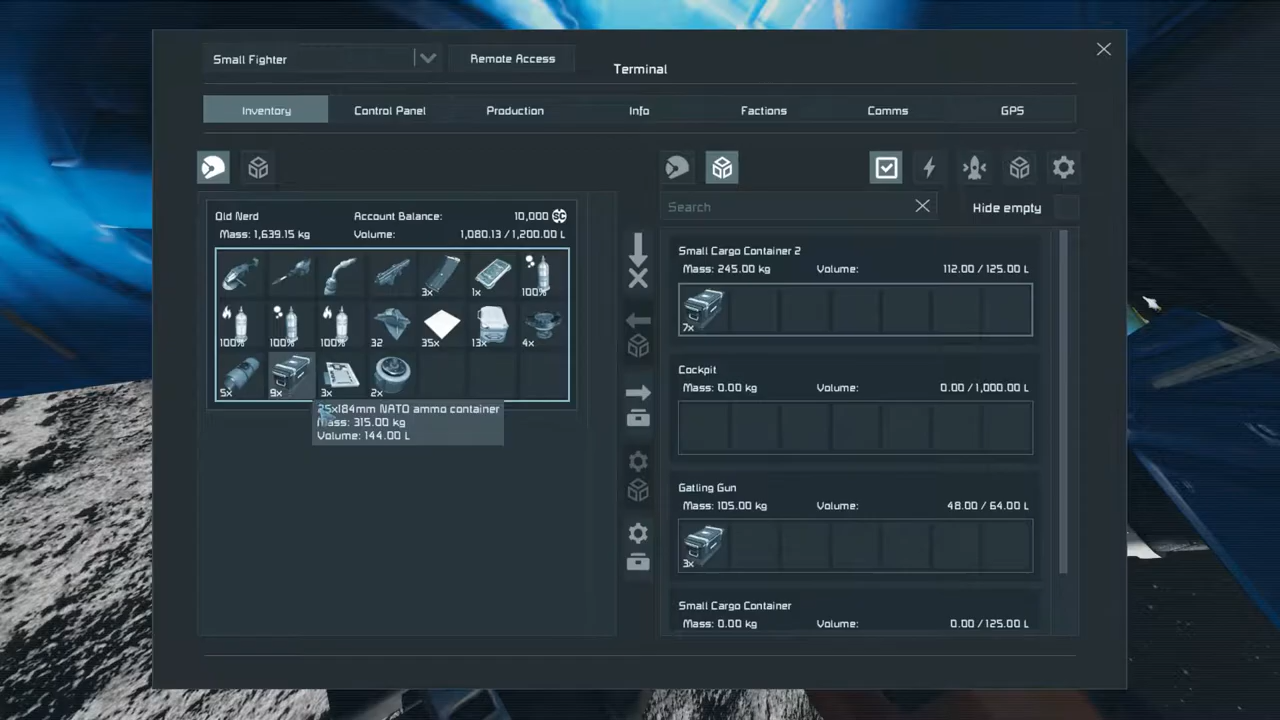 Small Fighter
Remote Access
Terminal
Inventory
Control Panel
Production
Info
Factions
Comms
GPS
Search
Hide empty
Old Nerd
Account Balance:
10,000 SC
Mass: 1,639.15 kg
Volume:
1,080.13 / 1,200.00 L
3x
1x
100%
100%
100%
100%
32
35x
13x
4x
5x
9x
3x
2x
25x184mm NATO ammo container
Mass: 315.00 kg
Volume: 144.00 L
Small Cargo Container 2
Mass: 245.00 kg
Volume:
112.00 / 125.00 L
7x
Cockpit
Mass: 0.00 kg
Volume:
0.00 / 1,000.00 L
Gatling Gun
Mass: 105.00 kg
Volume:
48.00 / 64.00 L
3x
Small Cargo Container
Mass: 0.00 kg
Volume:
0.00 / 125.00 L